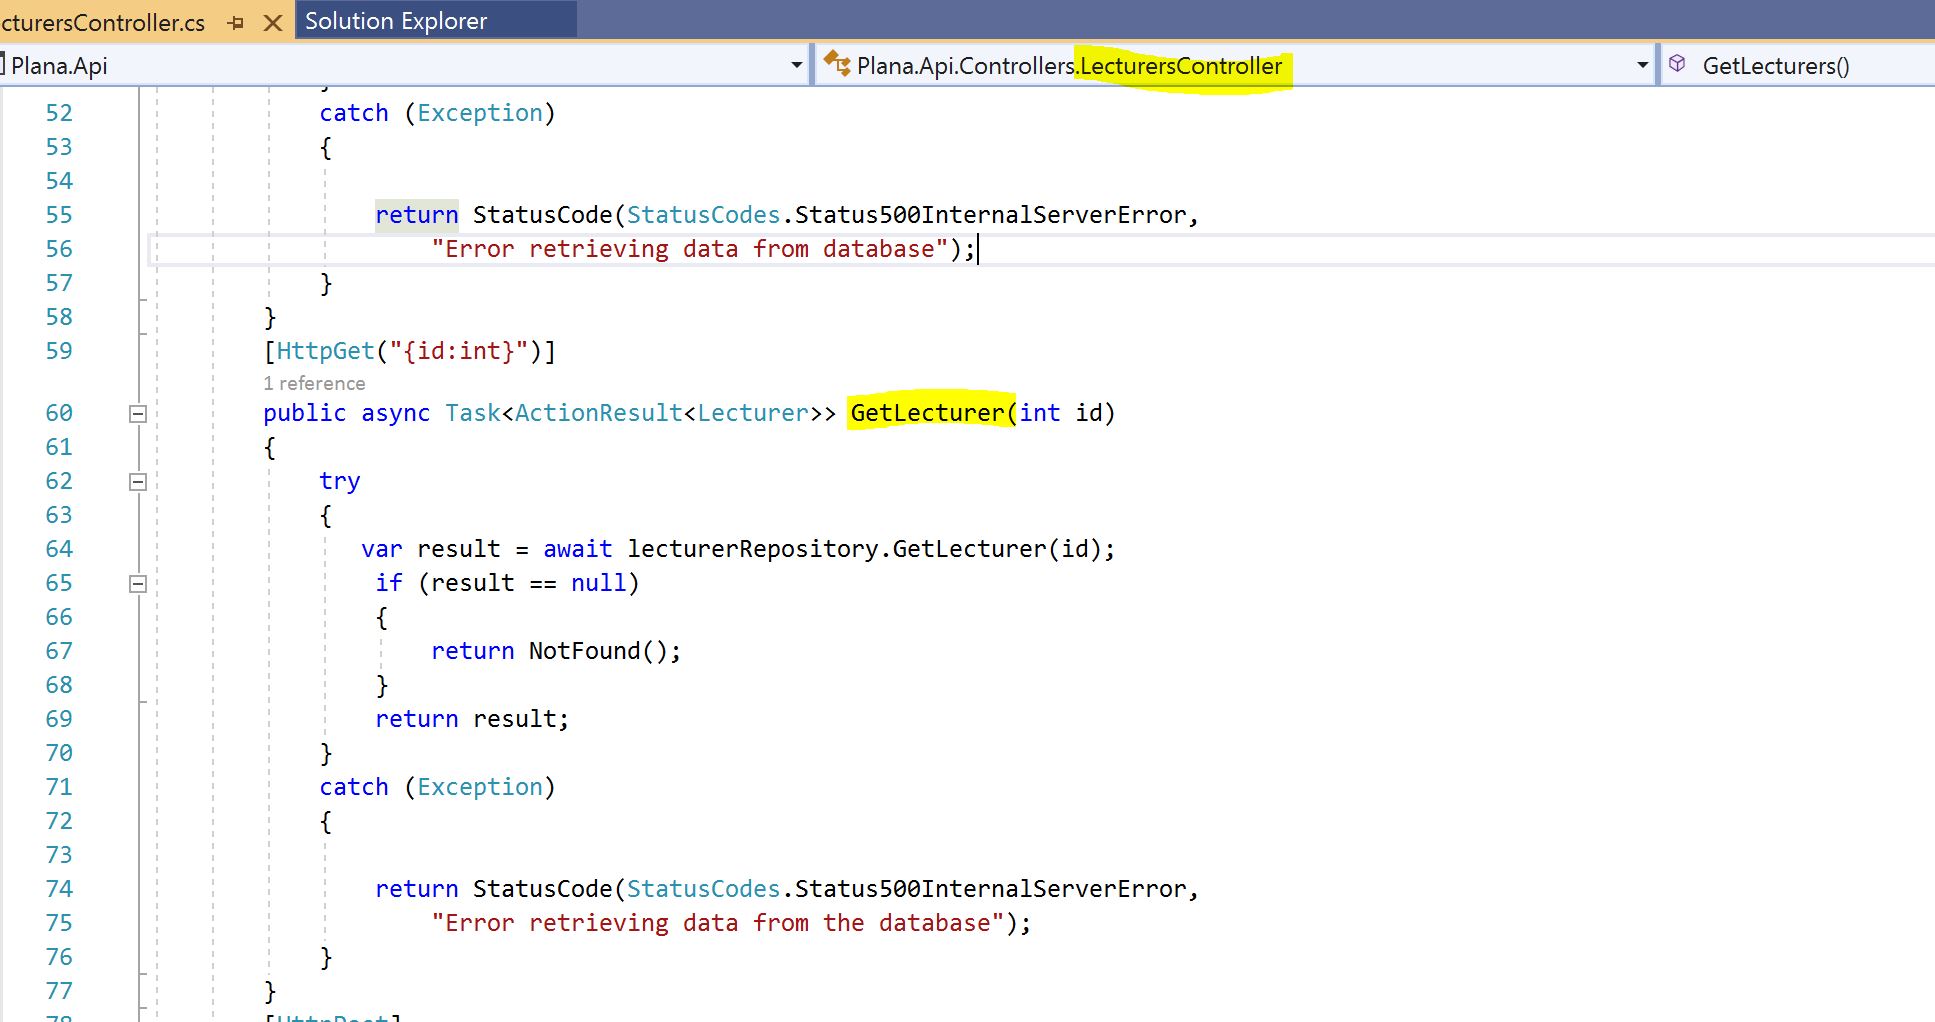 cturersController.cs
Solution Explorer
Plana.Api
Plana.Api.Controllers.LecturersController
GetLecturers()
52 catch (Exception)
53 {
54
55 return StatusCode(StatusCodes.Status500InternalServerError,
56 "Error retrieving data from database");
57 }
58 }
59 [HttpGet("{id:int}")]
1 reference
60 public async Task<ActionResult<Lecturer>> GetLecturer(int id)
61 {
62 try
63 {
64 var result = await lecturerRepository.GetLecturer(id);
65 if (result == null)
66 {
67 return NotFound();
68 }
69 return result;
70 }
71 catch (Exception)
72 {
73
74 return StatusCode(StatusCodes.Status500InternalServerError,
75 "Error retrieving data from the database");
76 }
77 }
78 [HttpPost]